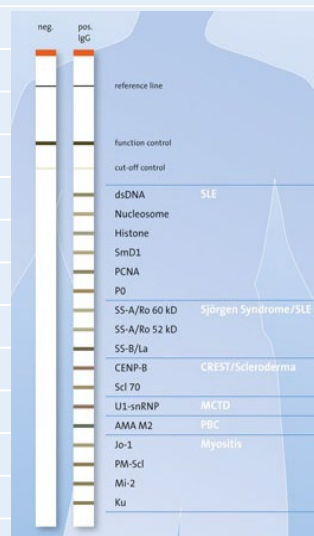 neg.
pos.
IgG
reference line
function control
cut-off control
dsDNA SLE
Nucleosome
Histone
SmD1
PCNA
P0
SS-A/Ro 60 kD Sjörgen Syndrome/SLE
SS-A/Ro 52 kD
SS-B/La
CENP-B CREST/Scleroderma
Scl 70
U1-snRNP MCTD
AMA M2 PBC
Jo-1 Myositis
PM-Scl
Mi-2
Ku